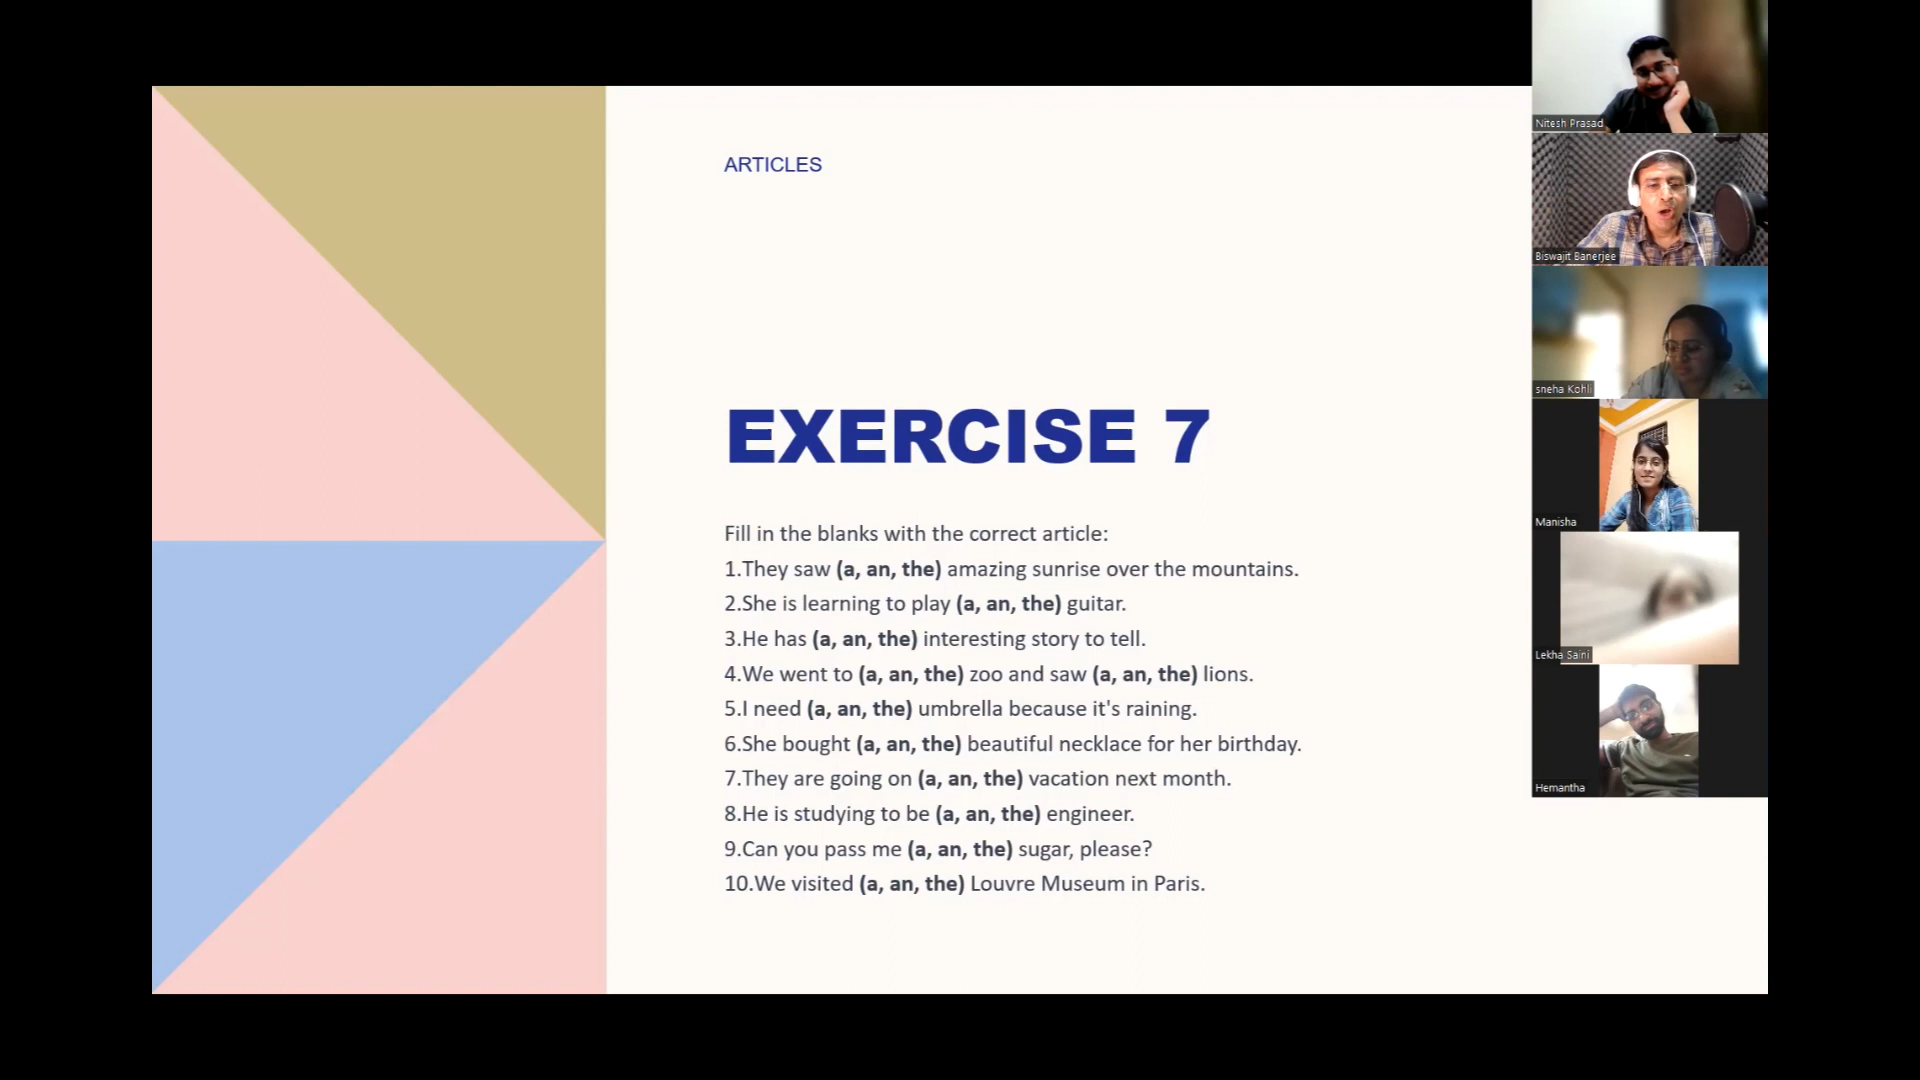 ARTICLES
EXERCISE 7
Fill in the blanks with the correct article:
1.They saw (a, an, the) amazing sunrise over the mountains.
2.She is learning to play (a, an, the) guitar.
3.He has (a, an, the) interesting story to tell.
4.We went to (a, an, the) zoo and saw (a, an, the) lions.
5.I need (a, an, the) umbrella because it's raining.
6.She bought (a, an, the) beautiful necklace for her birthday.
7.They are going on (a, an, the) vacation next month.
8.He is studying to be (a, an, the) engineer.
9.Can you pass me (a, an, the) sugar, please?
10.We visited (a, an, the) Louvre Museum in Paris.
Nitesh Prasad
Biswajit Banerjee
sneha Kohli
Manisha
Lekha Saini
Hemantha